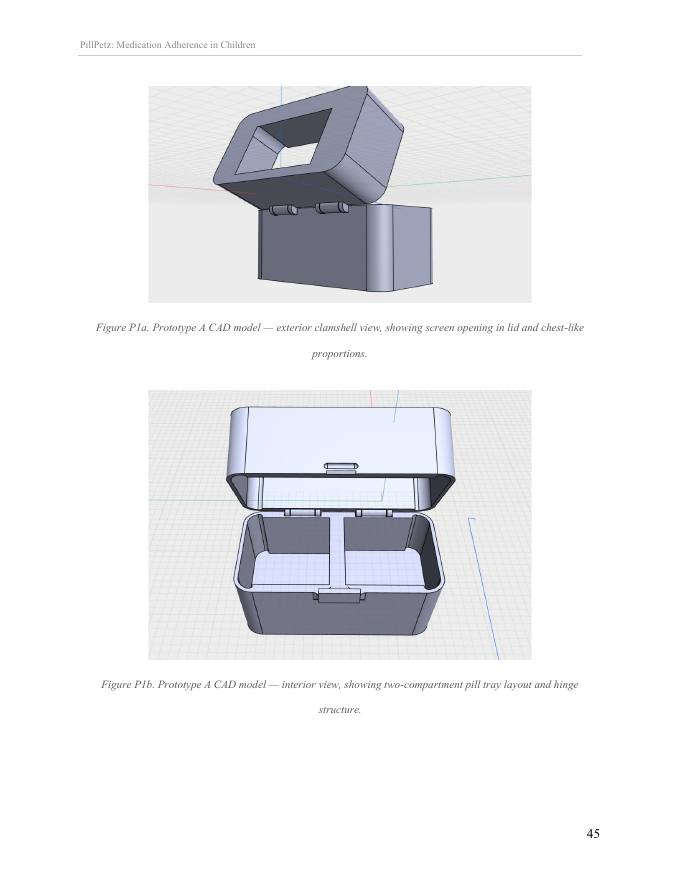 PillPetz: Medication Adherence in Children
Figure P1a. Prototype A CAD model — exterior clamshell view, showing screen opening in lid and chest-like
proportions.
Figure P1b. Prototype A CAD model — interior view, showing two-compartment pill tray layout and hinge
structure.
45